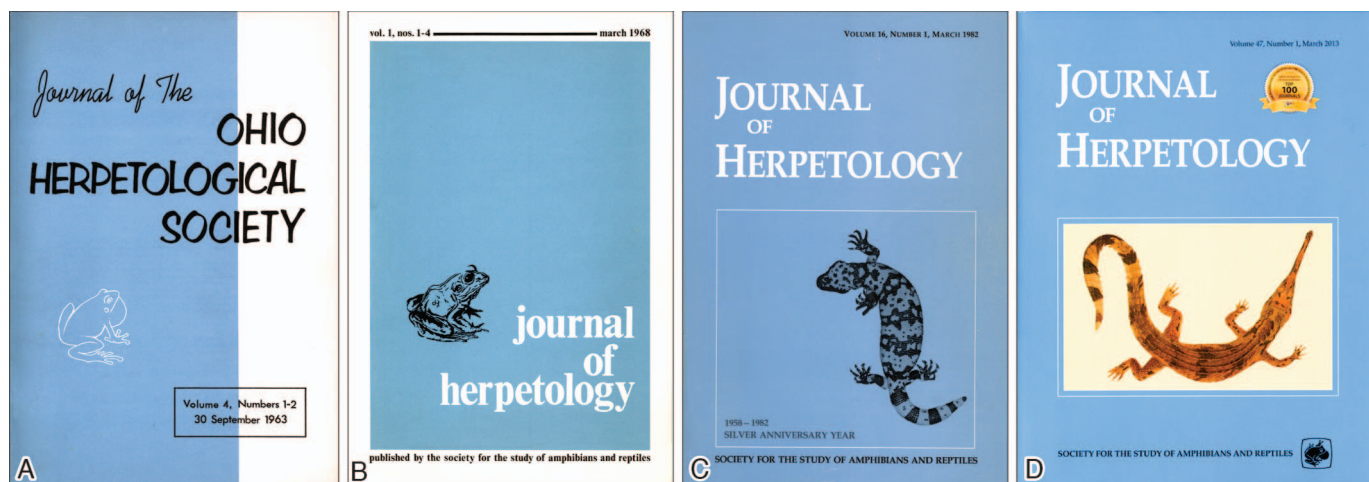 Journal of The
OHIO
HERPETOLOGICAL
SOCIETY
Volume 4, Numbers 1-2
30 September 1963
A
vol. 1, nos. 1-4
march 1968
journal
of
herpetology
published by the society for the study of amphibians and reptiles
B
VOLUME 16, NUMBER 1, MARCH 1982
JOURNAL
OF
HERPETOLOGY
1958–1982
SILVER ANNIVERSARY YEAR
SOCIETY FOR THE STUDY OF AMPHIBIANS AND REPTILES
C
Volume 47, Number 1, March 2013
JOURNAL
OF
HERPETOLOGY
TOP
100
JOURNALS
SOCIETY FOR THE STUDY OF AMPHIBIANS AND REPTILES
D